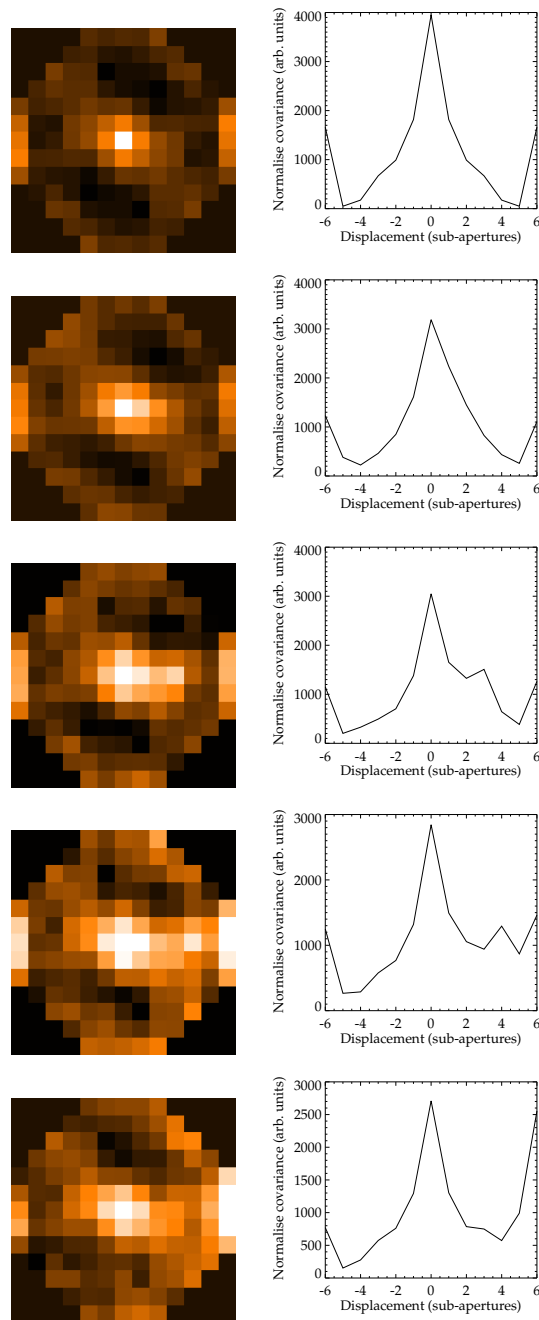 4000
3000
2000
1000
0
Normalise covariance (arb. units)
-6 -4 -2 0 2 4 6
Displacement (sub-apertures)
4000
3000
2000
1000
0
Normalise covariance (arb. units)
-6 -4 -2 0 2 4 6
Displacement (sub-apertures)
4000
3000
2000
1000
0
Normalise covariance (arb. units)
-6 -4 -2 0 2 4 6
Displacement (sub-apertures)
3000
2000
1000
0
Normalise covariance (arb. units)
-6 -4 -2 0 2 4 6
Displacement (sub-apertures)
3000
2500
2000
1500
1000
500
0
Normalise covariance (arb. units)
-6 -4 -2 0 2 4 6
Displacement (sub-apertures)